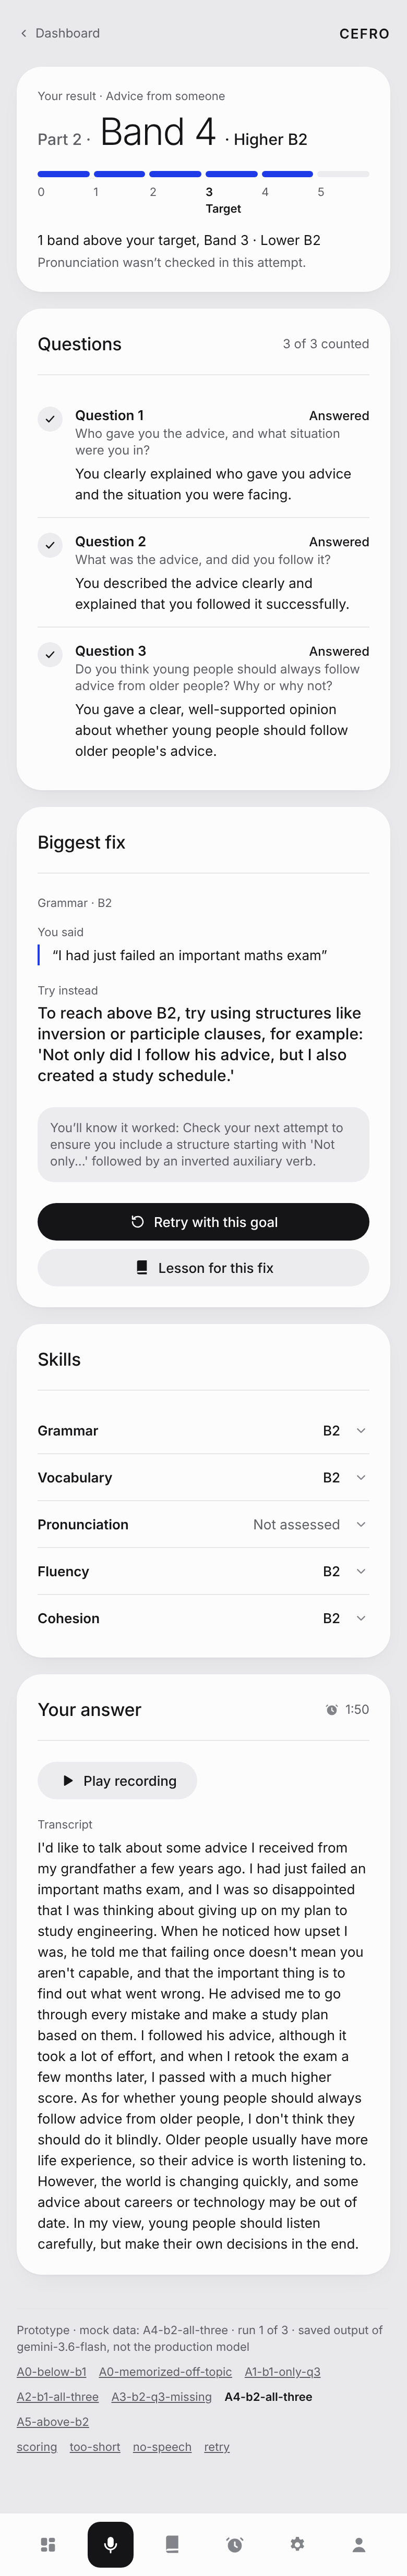 Dashboard
CEFRO
Your result · Advice from someone
Part 2 · Band 4 · Higher B2
0 1 2 3 4 5
Target
1 band above your target, Band 3 · Lower B2
Pronunciation wasn’t checked in this attempt.
Questions
3 of 3 counted
Question 1
Answered
Who gave you the advice, and what situation
were you in?
You clearly explained who gave you advice
and the situation you were facing.
Question 2
Answered
What was the advice, and did you follow it?
You described the advice clearly and
explained that you followed it successfully.
Question 3
Answered
Do you think young people should always follow
advice from older people? Why or why not?
You gave a clear, well-supported opinion
about whether young people should follow
older people's advice.
Biggest fix
Grammar · B2
You said
“I had just failed an important maths exam”
Try instead
To reach above B2, try using structures like
inversion or participle clauses, for example:
'Not only did I follow his advice, but I also
created a study schedule.'
You’ll know it worked: Check your next attempt to
ensure you include a structure starting with 'Not
only...' followed by an inverted auxiliary verb.
Retry with this goal
Lesson for this fix
Skills
Grammar B2
Vocabulary B2
Pronunciation Not assessed
Fluency B2
Cohesion B2
Your answer
1:50
Play recording
Transcript
I'd like to talk about some advice I received from
my grandfather a few years ago. I had just failed an
important maths exam, and I was so disappointed
that I was thinking about giving up on my plan to
study engineering. When he noticed how upset I
was, he told me that failing once doesn't mean you
aren't capable, and that the important thing is to
find out what went wrong. He advised me to go
through every mistake and make a study plan
based on them. I followed his advice, although it
took a lot of effort, and when I retook the exam a
few months later, I passed with a much higher
score. As for whether young people should always
follow advice from older people, I don't think they
should do it blindly. Older people usually have more
life experience, so their advice is worth listening to.
However, the world is changing quickly, and some
advice about careers or technology may be out of
date. In my view, young people should listen
carefully, but make their own decisions in the end.
Prototype · mock data: A4-b2-all-three · run 1 of 3 · saved output of
gemini-3.6-flash, not the production model
A0-below-b1 A0-memorized-off-topic A1-b1-only-q3
A2-b1-all-three A3-b2-q3-missing A4-b2-all-three
A5-above-b2
scoring too-short no-speech retry